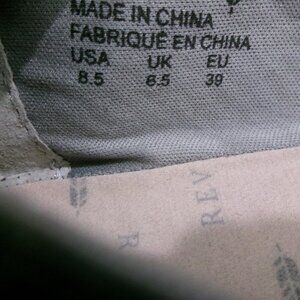 MADE IN CHINA
FABRIQUÉ EN CHINA
USA UK EU
8.5 6.5 39
REV
R